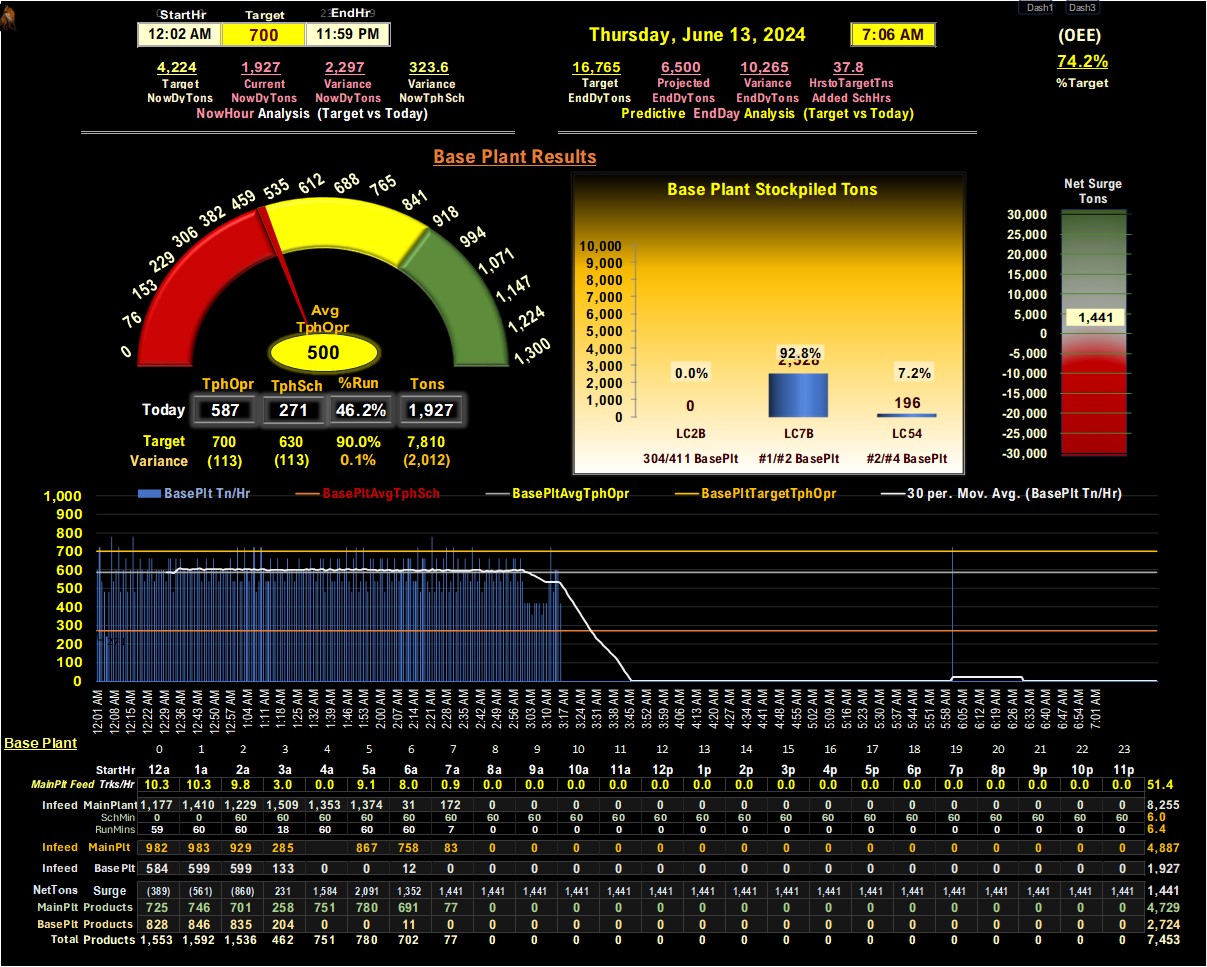 StartHr Target EndHr Dash1 Dash3
12:02 AM 700 11:59 PM Thursday, June 13, 2024 7:06 AM (OEE)
74.2%
4,224 1,927 2,297 323.6 16,765 6,500 10,265 37.8
Target Current Variance Variance Target Projected Variance HrstoTargetTns %Target
NowDyTons NowDyTons NowDyTons NowTphSch EndDyTons EndDyTons EndDyTons Added SchHrs
NowHour Analysis (Target vs Today) Predictive EndDay Analysis (Target vs Today)
Base Plant Results
0 76 153 229 306 382 459 535 612 688 765 841 918 994 1,071 1,147 1,224 1,300
Avg
TphOpr
500
TphOpr TphSch %Run Tons
Today 587 271 46.2% 1,927
Target 700 630 90.0% 7,810
Variance (113) (113) 0.1% (2,012)
Base Plant Stockpiled Tons
10,000
9,000
8,000
7,000
6,000
5,000
4,000
3,000
2,000
1,000
0
0.0% 92.8% 7.2%
0 2,528 196
LC2B LC7B LC54
304/411 BasePlt #1/#2 BasePlt #2/#4 BasePlt
Net Surge
Tons
30,000
25,000
20,000
15,000
10,000
5,000
0
-5,000
-10,000
-15,000
-20,000
-25,000
-30,000
1,441
BasePlt Tn/Hr BasePltAvgTphSch BasePltAvgTphOpr BasePltTargetTphOpr 30 per. Mov. Avg. (BasePlt Tn/Hr)
1,000
900
800
700
600
500
400
300
200
100
0
12:01 AM 12:08 AM 12:15 AM 12:22 AM 12:29 AM 12:36 AM 12:43 AM 12:50 AM 12:57 AM 1:04 AM 1:11 AM 1:18 AM 1:25 AM 1:32 AM 1:39 AM 1:46 AM 1:53 AM 2:00 AM 2:07 AM 2:14 AM 2:21 AM 2:28 AM 2:35 AM 2:42 AM 2:49 AM 2:56 AM 3:03 AM 3:10 AM 3:17 AM 3:24 AM 3:31 AM 3:38 AM 3:45 AM 3:52 AM 3:59 AM 4:06 AM 4:13 AM 4:20 AM 4:27 AM 4:34 AM 4:41 AM 4:48 AM 4:55 AM 5:02 AM 5:09 AM 5:16 AM 5:23 AM 5:30 AM 5:37 AM 5:44 AM 5:51 AM 5:58 AM 6:05 AM 6:12 AM 6:19 AM 6:26 AM 6:33 AM 6:40 AM 6:47 AM 6:54 AM 7:01 AM
Base Plant 0 1 2 3 4 5 6 7 8 9 10 11 12 13 14 15 16 17 18 19 20 21 22 23
StartHr 12a 1a 2a 3a 4a 5a 6a 7a 8a 9a 10a 11a 12p 1p 2p 3p 4p 5p 6p 7p 8p 9p 10p 11p
MainPlt Feed Trks/Hr 10.3 10.3 9.8 3.0 0.0 9.1 8.0 0.9 0.0 0.0 0.0 0.0 0.0 0.0 0.0 0.0 0.0 0.0 0.0 0.0 0.0 0.0 0.0 0.0 51.4
Infeed MainPlant 1,177 1,410 1,229 1,509 1,353 1,374 31 172 0 0 0 0 0 0 0 0 0 0 0 0 0 0 0 0 8,255
SchMin 0 0 60 60 60 60 60 60 60 60 60 60 60 60 60 60 60 60 60 60 60 60 60 60 6.0
RunMins 59 60 60 18 60 60 60 7 0 0 0 0 0 0 0 0 0 0 0 0 0 0 0 0 6.4
Infeed MainPlt 982 983 929 285 867 758 83 0 0 0 0 0 0 0 0 0 0 0 0 0 0 0 0 4,887
Infeed BasePlt 584 599 599 133 0 0 12 0 0 0 0 0 0 0 0 0 0 0 0 0 0 0 0 0 1,927
NetTons Surge (389) (561) (860) 231 1,584 2,091 1,352 1,441 1,441 1,441 1,441 1,441 1,441 1,441 1,441 1,441 1,441 1,441 1,441 1,441 1,441 1,441 1,441 1,441 1,441
MainPlt Products 725 746 701 258 751 780 691 77 0 0 0 0 0 0 0 0 0 0 0 0 0 0 0 0 4,729
BasePlt Products 828 846 835 204 0 0 11 0 0 0 0 0 0 0 0 0 0 0 0 0 0 0 0 0 2,724
Total Products 1,553 1,592 1,536 462 751 780 702 77 0 0 0 0 0 0 0 0 0 0 0 0 0 0 0 0 7,453